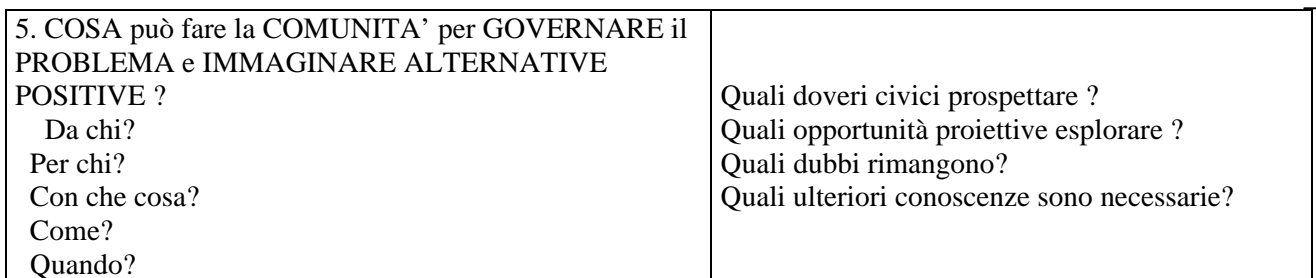 5. COSA può fare la COMUNITA’ per GOVERNARE il
PROBLEMA e IMMAGINARE ALTERNATIVE
POSITIVE ?
Da chi?
Per chi?
Con che cosa?
Come?
Quando?
Quali doveri civici prospettare ?
Quali opportunità proiettive esplorare ?
Quali dubbi rimangono?
Quali ulteriori conoscenze sono necessarie?